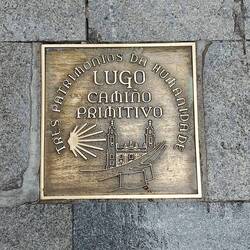 TRES PATRIMONIOS DA HUMANIDADE
LUGO
CAMIÑO
PRIMITIVO